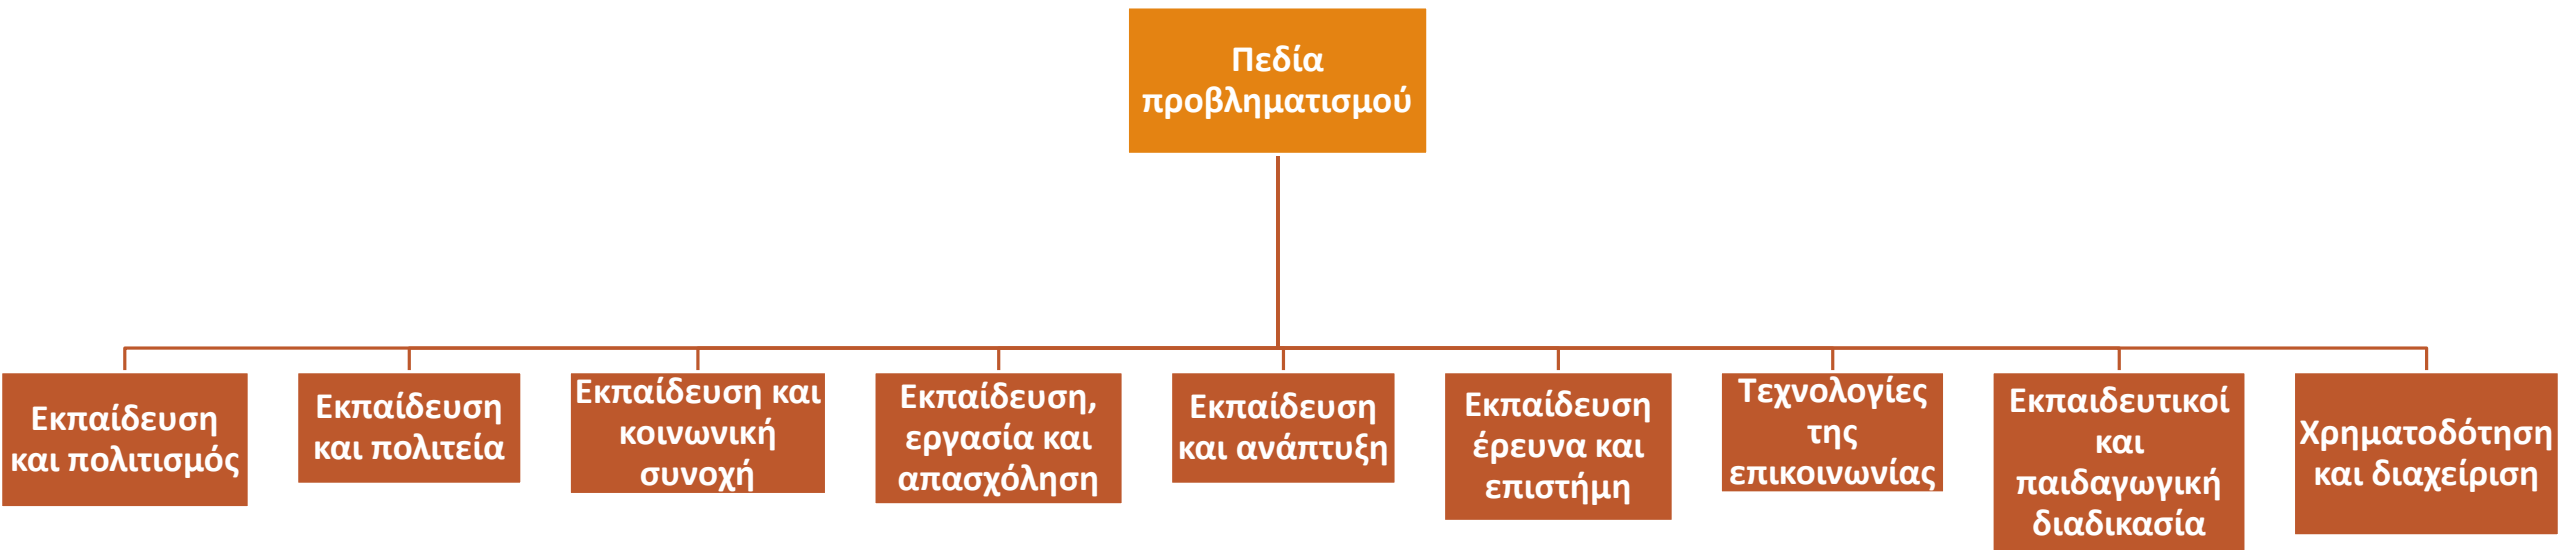 Πεδία
προβληματισμού
Εκπαίδευση
και πολιτισμός
Εκπαίδευση
και πολιτεία
Εκπαίδευση και
κοινωνική
συνοχή
Εκπαίδευση,
εργασία και
απασχόληση
Εκπαίδευση
και ανάπτυξη
Εκπαίδευση
έρευνα και
επιστήμη
Τεχνολογίες
της
επικοινωνίας
Εκπαιδευτικοί
και
παιδαγωγική
διαδικασία
Χρηματοδότηση
και διαχείριση